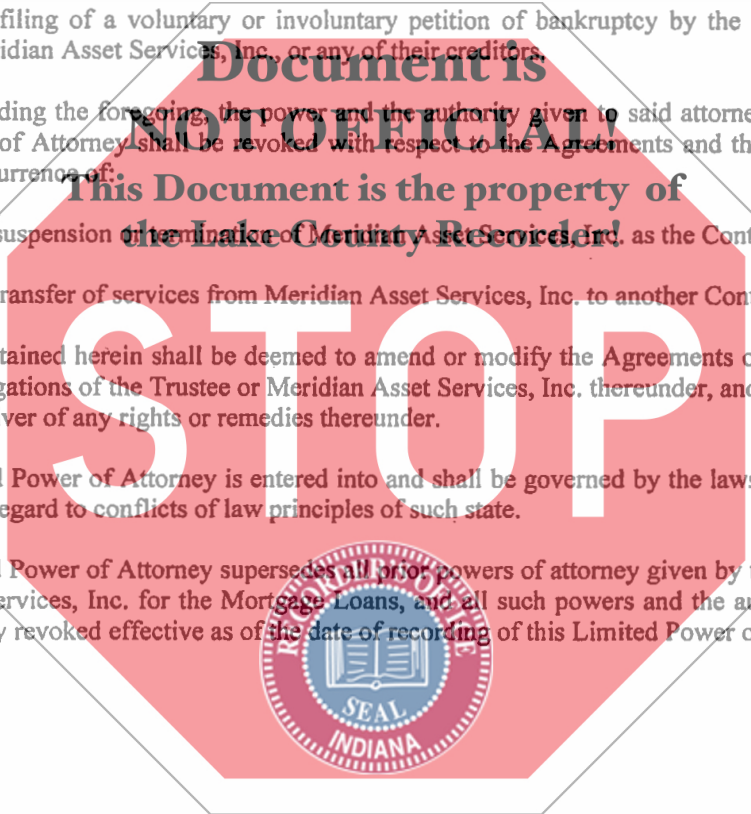 filing of a voluntary or involuntary petition of bankruptcy by the
idian Asset Services, Inc., or any of their creditors.
Document is
ding the foregoing, the power and the authority given to said attorne
NOT OFFICIAL!
of Attorney shall be revoked with respect to the Agreements and th
urrence of:
This Document is the property of
the Lake County Recorder!
suspension or termination of Meridian Asset Services, Inc. as the Cont
ransfer of services from Meridian Asset Services, Inc. to another Con
STOP
tained herein shall be deemed to amend or modify the Agreements o
gations of the Trustee or Meridian Asset Services, Inc. thereunder, and
ver of any rights or remedies thereunder.
Power of Attorney is entered into and shall be governed by the laws
egard to conflicts of law principles of such state.
Power of Attorney supersedes all prior powers of attorney given by
ervices, Inc. for the Mortgage Loans, and all such powers and the au
y revoked effective as of the date of recording of this Limited Power o
RECORDER'S OFFICE
SEAL
INDIANA